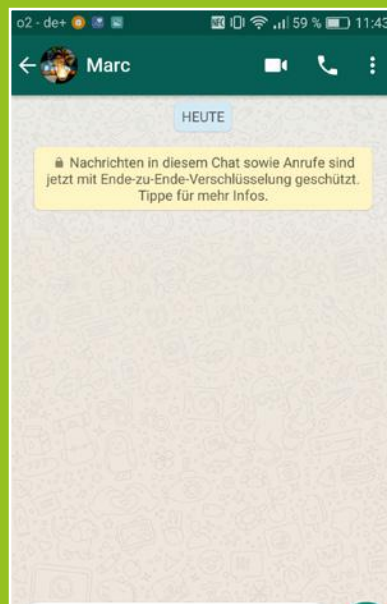 o2 - de+ 59 % 11:43
Marc
HEUTE
Nachrichten in diesem Chat sowie Anrufe sind
jetzt mit Ende-zu-Ende-Verschlüsselung geschützt.
Tippe für mehr Infos.